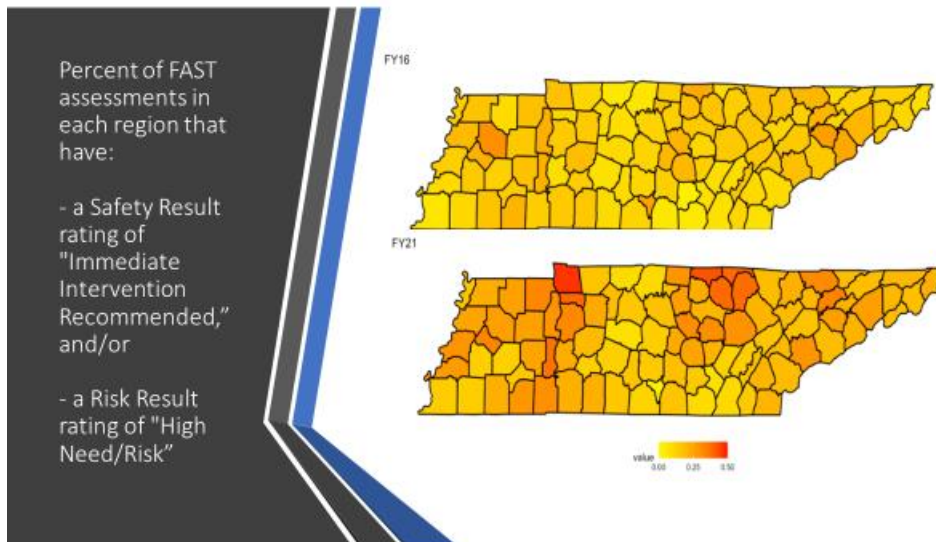 Percent of FAST
assessments in
each region that
have:
- a Safety Result
rating of
"Immediate
Intervention
Recommended,”
and/or
- a Risk Result
rating of "High
Need/Risk”
FY16
FY21
value
0.00 0.25 0.50